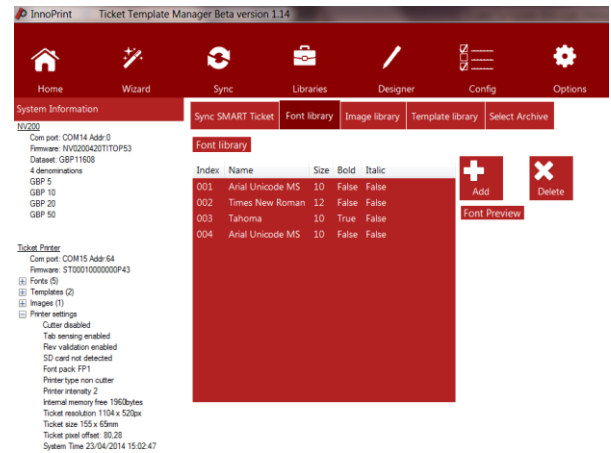 InnoPrint Ticket Template Manager Beta version 1.14
Home Wizard Sync Libraries Designer Config Options
System Information
NV200
Com port: COM14 Addr:0
Firmware: NV0200420TITOP53
Dataset: GBP11608
4 denominations
GBP 5
GBP 10
GBP 20
GBP 50
Ticket Printer
Com port: COM15 Addr:64
Firmware: ST00010000000P43
Fonts (5)
Templates (2)
Images (1)
Printer settings
Cutter disabled
Tab sensing enabled
Rev validation enabled
SD card not detected
Font pack FP1
Printer type non cutter
Printer intensity 2
Internal memory free 1960bytes
Ticket resolution 1104 x 520px
Ticket size 155 x 65mm
Ticket pixel offset: 80,28
System Time 23/04/2014 15:02:47
Sync SMART Ticket Font library Image library Template library Select Archive
Font library
Index Name Size Bold Italic
001 Arial Unicode MS 10 False False
002 Times New Roman 12 False False
003 Tahoma 10 True False
004 Arial Unicode MS 10 False False
Add Delete
Font Preview